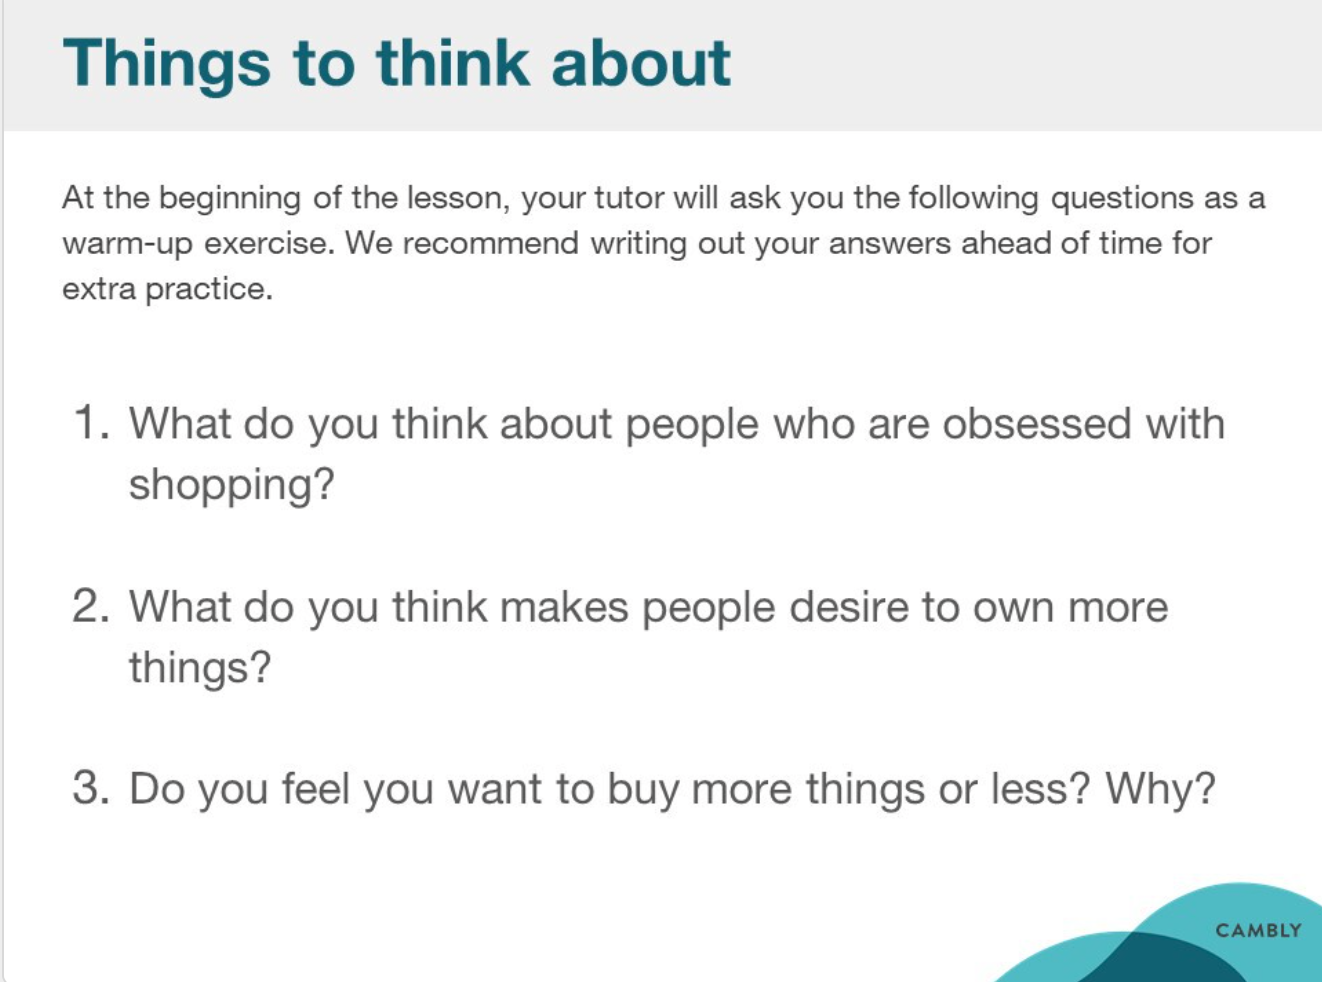 Things to think about
At the beginning of the lesson, your tutor will ask you the following questions as a
warm-up exercise. We recommend writing out your answers ahead of time for
extra practice.
1. What do you think about people who are obsessed with
shopping?
2. What do you think makes people desire to own more
things?
3. Do you feel you want to buy more things or less? Why?
CAMBLY